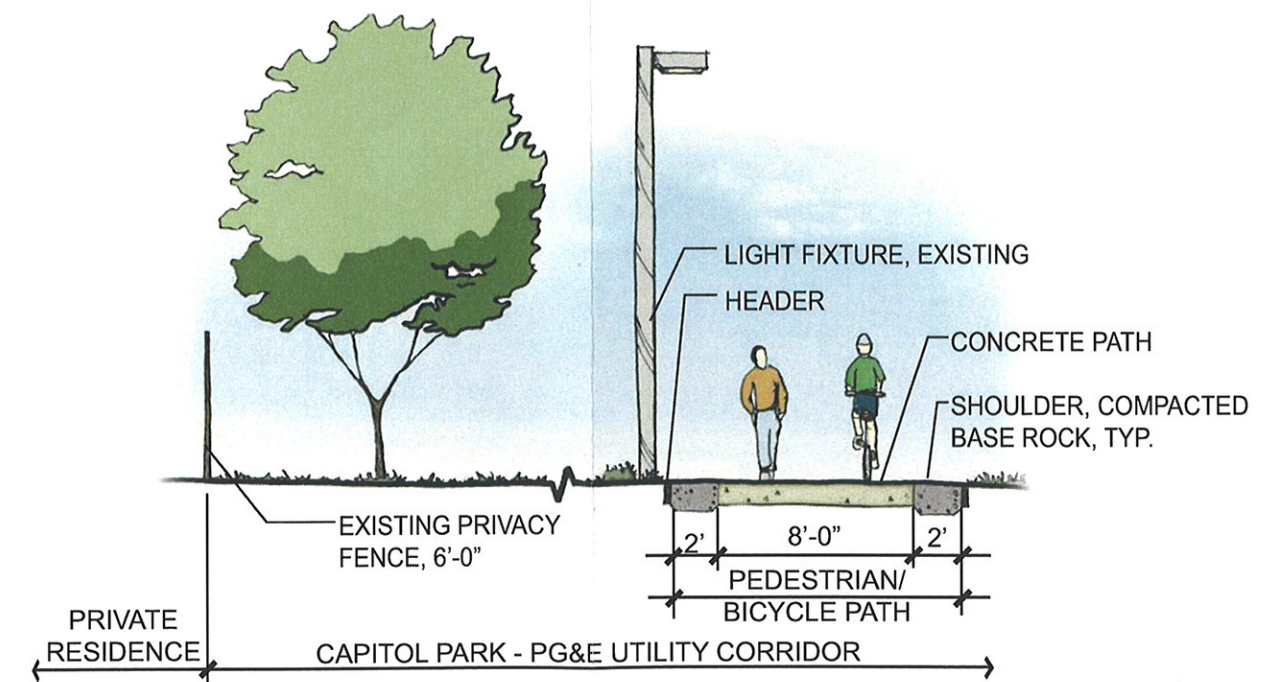 LIGHT FIXTURE, EXISTING
HEADER
CONCRETE PATH
SHOULDER, COMPACTED
BASE ROCK, TYP.
EXISTING PRIVACY
FENCE, 6'-0"
2'
8'-0"
2'
PEDESTRIAN/
BICYCLE PATH
PRIVATE
RESIDENCE
CAPITOL PARK - PG&E UTILITY CORRIDOR